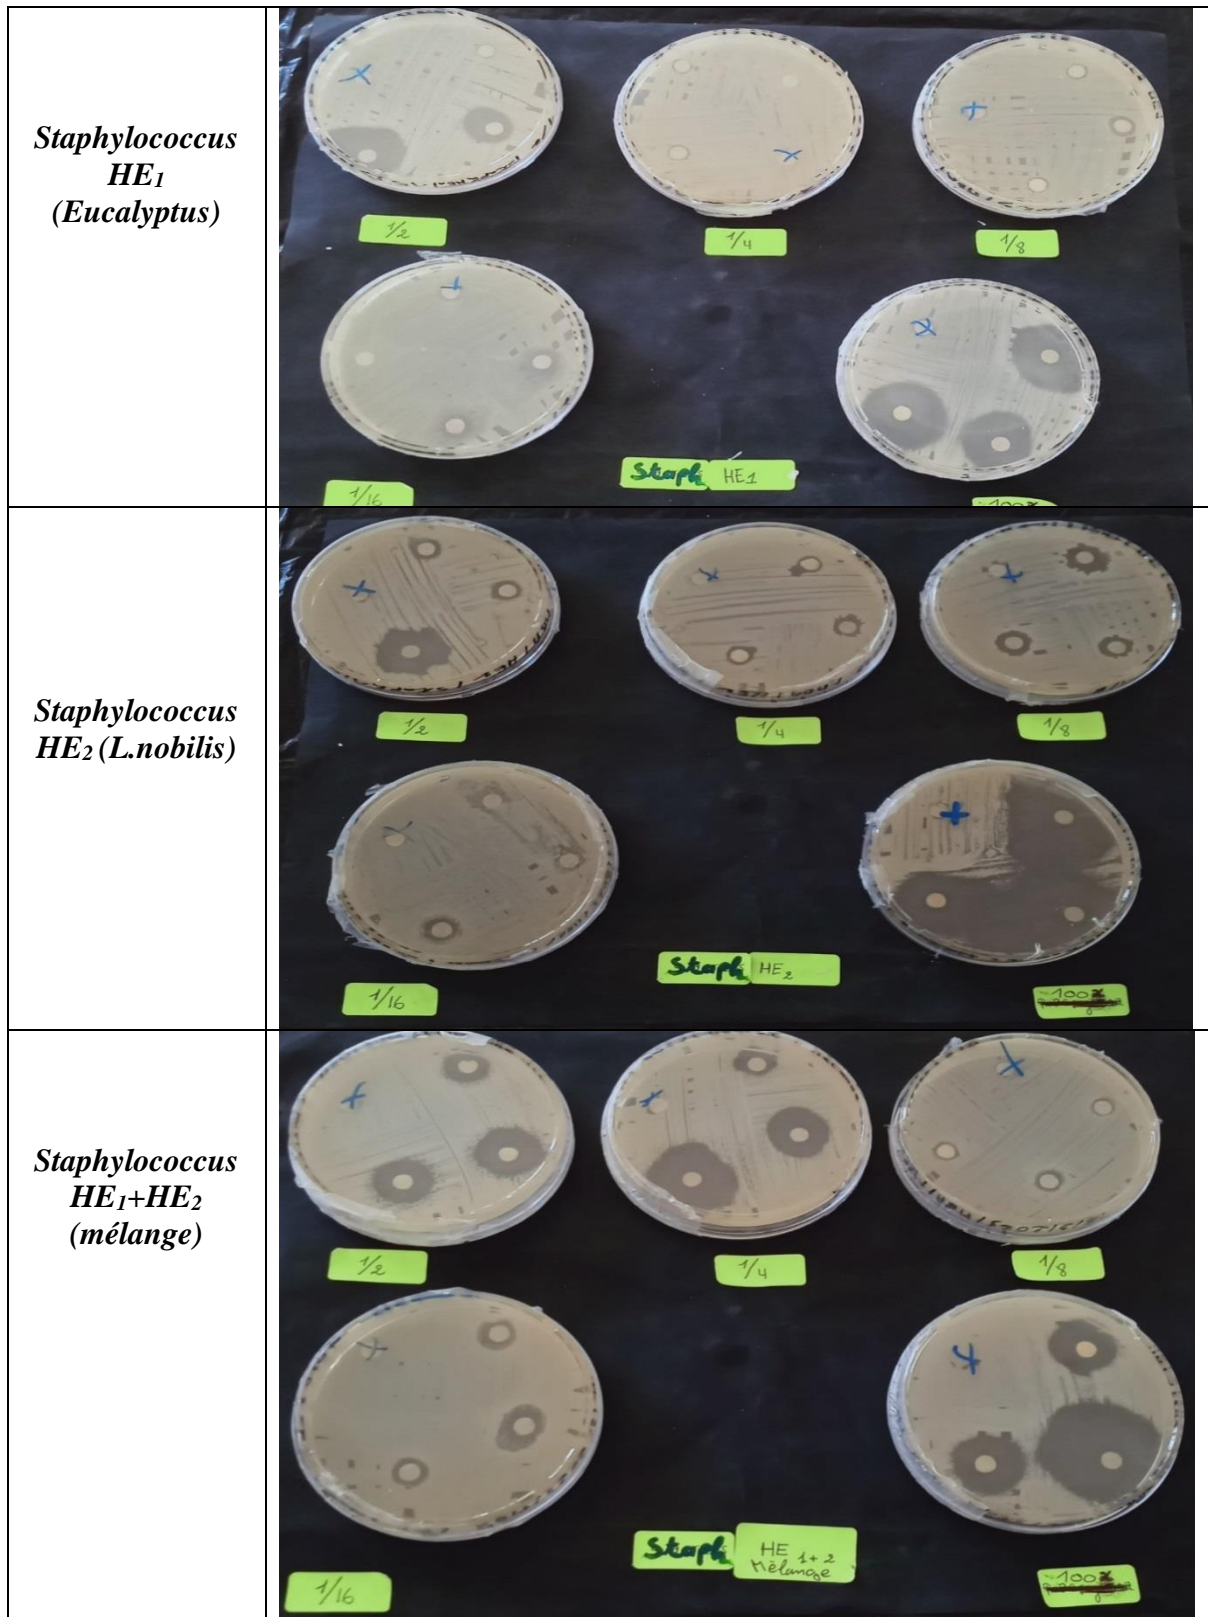 Staphylococcus
HE1
(Eucalyptus)
1/2
1/4
1/8
1/16
Staph HE1
100%
Staphylococcus
HE2 (L.nobilis)
1/2
1/4
1/8
1/16
Staph HE2
100%
Staphylococcus
HE1+HE2
(mélange)
1/2
1/4
1/8
1/16
Staph HE 1+2
Mélange
100%